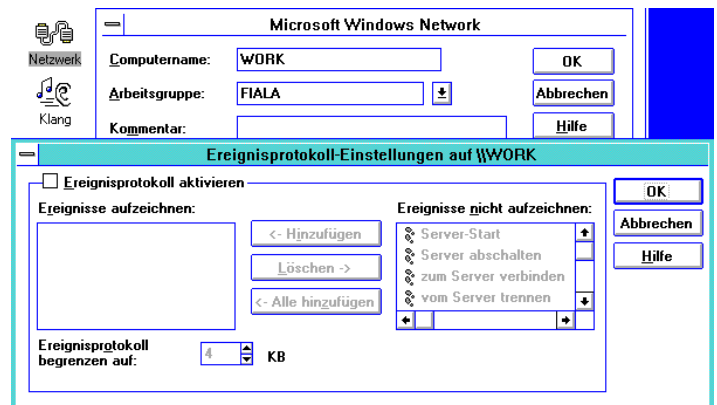 Microsoft Windows Network
Netzwerk
Klang
Computername:
WORK
OK
Arbeitsgruppe:
FIALA
Abbrechen
Kommentar:
Hilfe
Ereignisprotokoll-Einstellungen auf \\WORK
Ereignisprotokoll aktivieren
OK
Ereignisse aufzeichnen:
Ereignisse nicht aufzeichnen:
Abbrechen
<- Hinzufügen
Server-Start
Hilfe
Server abschalten
Löschen ->
zum Server verbinden
<- Alle hinzufügen
vom Server trennen
Ereignisprotokoll
begrenzen auf:
4
KB